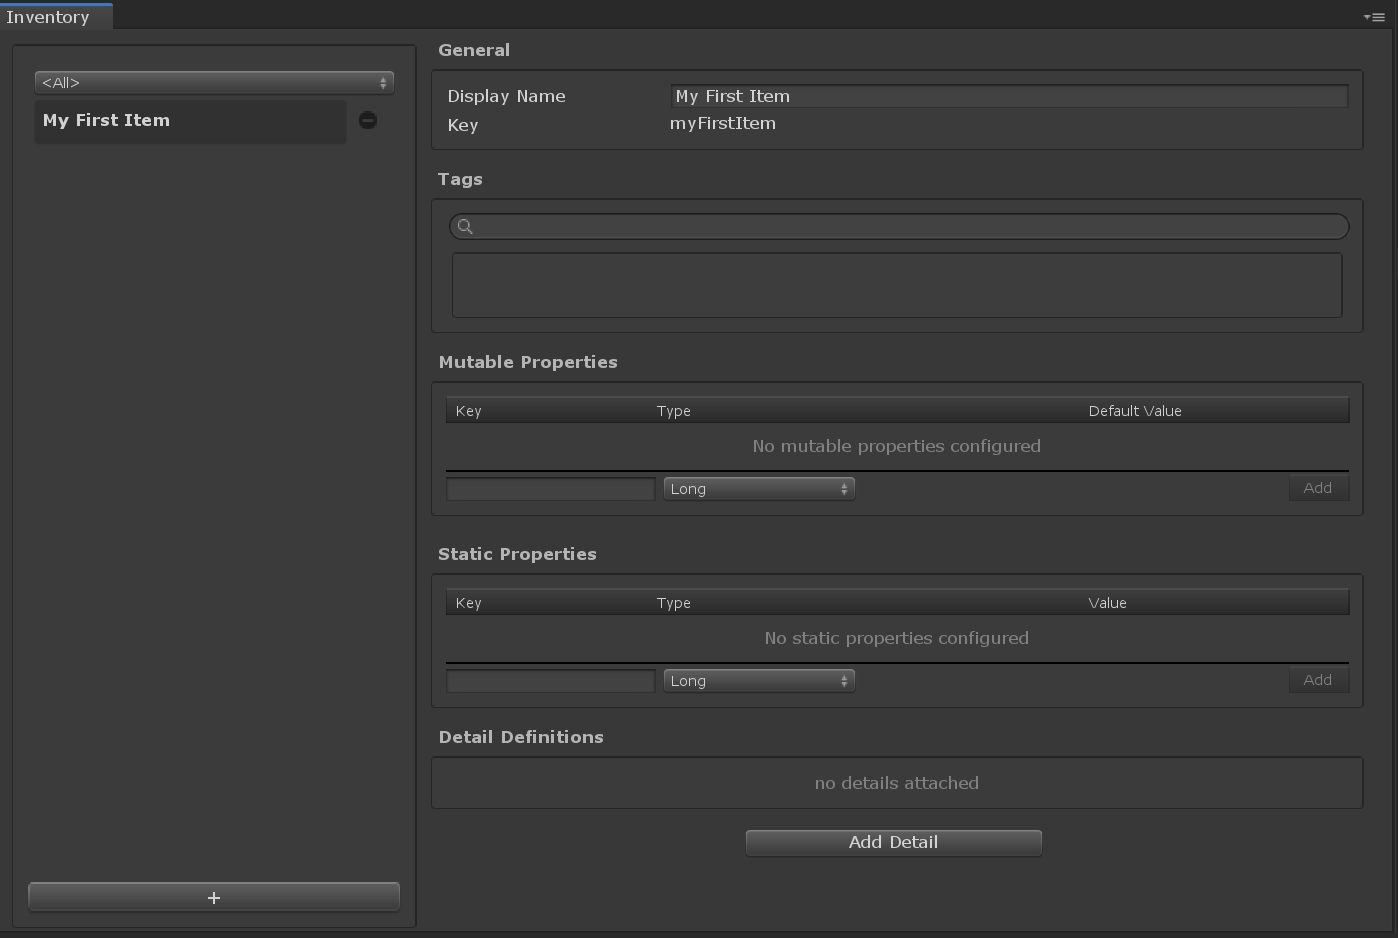 Inventory
<All>
My First Item
+
General
Display Name My First Item
Key myFirstItem
Tags
Mutable Properties
Key Type Default Value
No mutable properties configured
Long Add
Static Properties
Key Type Value
No static properties configured
Long Add
Detail Definitions
no details attached
Add Detail